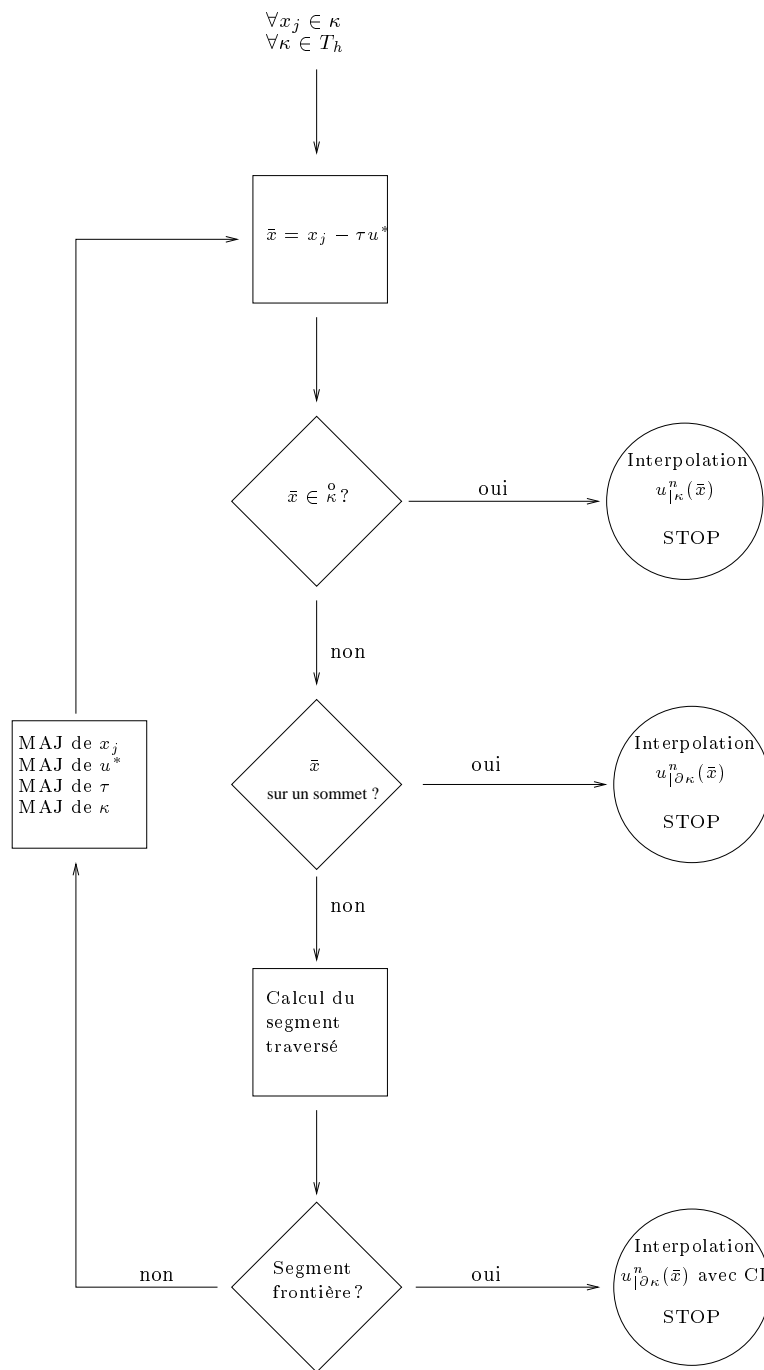 ∀x_j ∈ κ
∀κ ∈ T_h
x̄ = x_j − τu*
x̄ ∈ κ̊ ?
oui
Interpolation
u^n_{|κ}(x̄)
STOP
non
MAJ de x_j
MAJ de u*
MAJ de τ
MAJ de κ
x̄
sur un sommet ?
oui
Interpolation
u^n_{|∂κ}(x̄)
STOP
non
Calcul du
segment
traversé
non
Segment
frontière ?
oui
Interpolation
u^n_{|∂κ}(x̄) avec CL
STOP